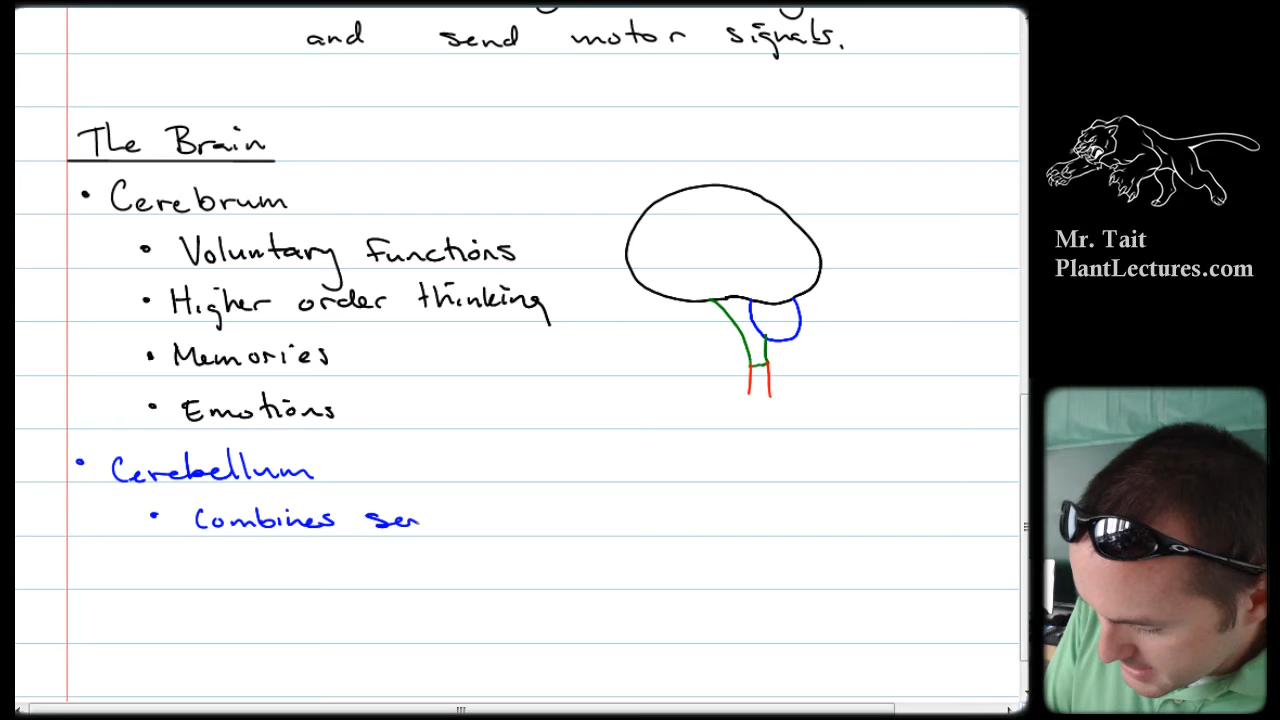 and send motor signals.
The Brain
• Cerebrum
• Voluntary functions
• Higher order thinking
• Memories
• Emotions
• Cerebellum
• Combines sen
Mr. Tait
PlantLectures.com